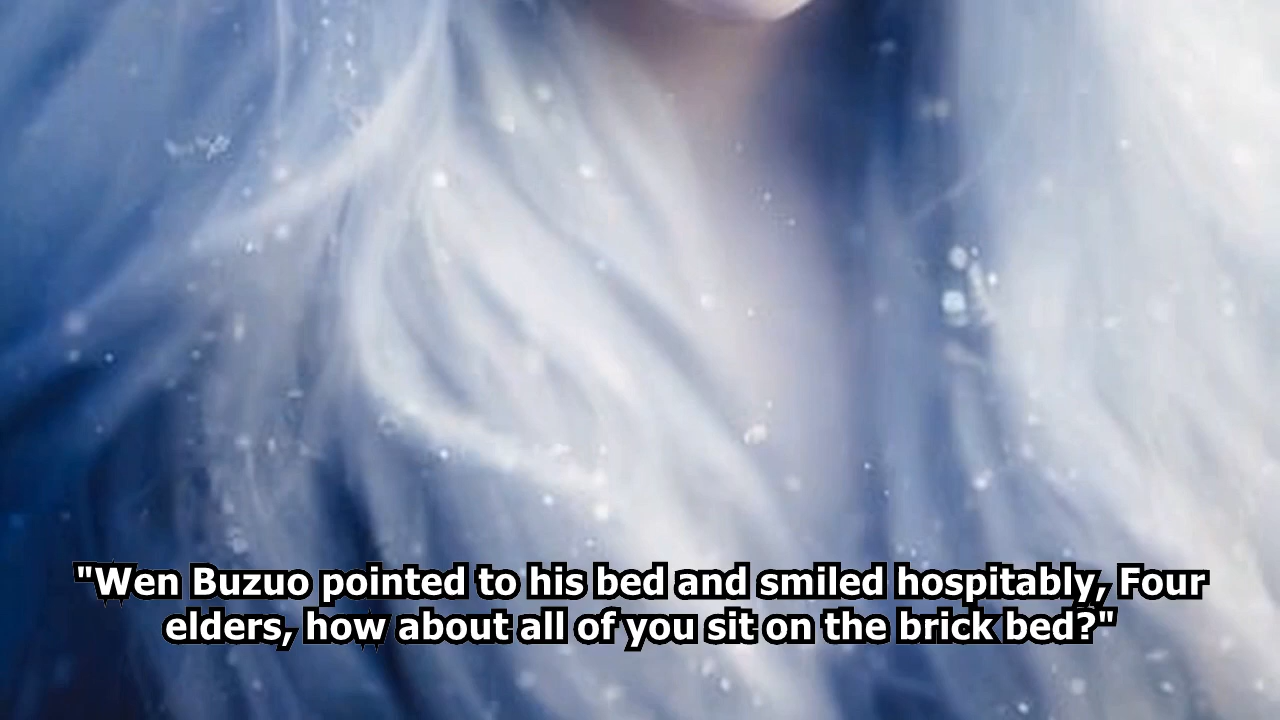 "Wen Buzuo pointed to his bed and smiled hospitably, Four
elders, how about all of you sit on the brick bed?"